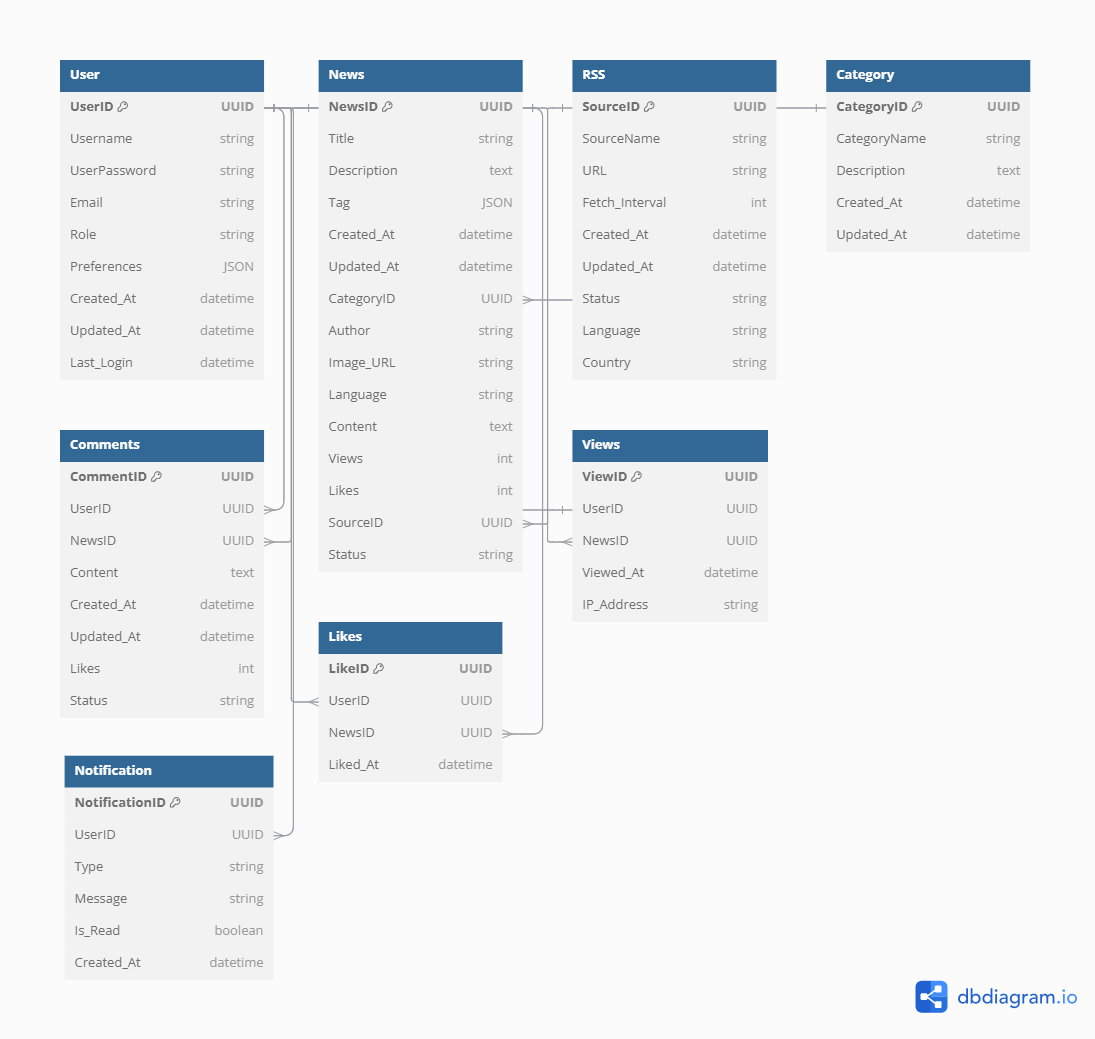 User
UserID UUID
Username string
UserPassword string
Email string
Role string
Preferences JSON
Created_At datetime
Updated_At datetime
Last_Login datetime
News
NewsID UUID
Title string
Description text
Tag JSON
Created_At datetime
Updated_At datetime
CategoryID UUID
Author string
Image_URL string
Language string
Content text
Views int
Likes int
SourceID UUID
Status string
RSS
SourceID UUID
SourceName string
URL string
Fetch_Interval int
Created_At datetime
Updated_At datetime
Status string
Language string
Country string
Category
CategoryID UUID
CategoryName string
Description text
Created_At datetime
Updated_At datetime
Comments
CommentID UUID
UserID UUID
NewsID UUID
Content text
Created_At datetime
Updated_At datetime
Likes int
Status string
Views
ViewID UUID
UserID UUID
NewsID UUID
Viewed_At datetime
IP_Address string
Likes
LikeID UUID
UserID UUID
NewsID UUID
Liked_At datetime
Notification
NotificationID UUID
UserID UUID
Type string
Message string
Is_Read boolean
Created_At datetime
dbdiagram.io